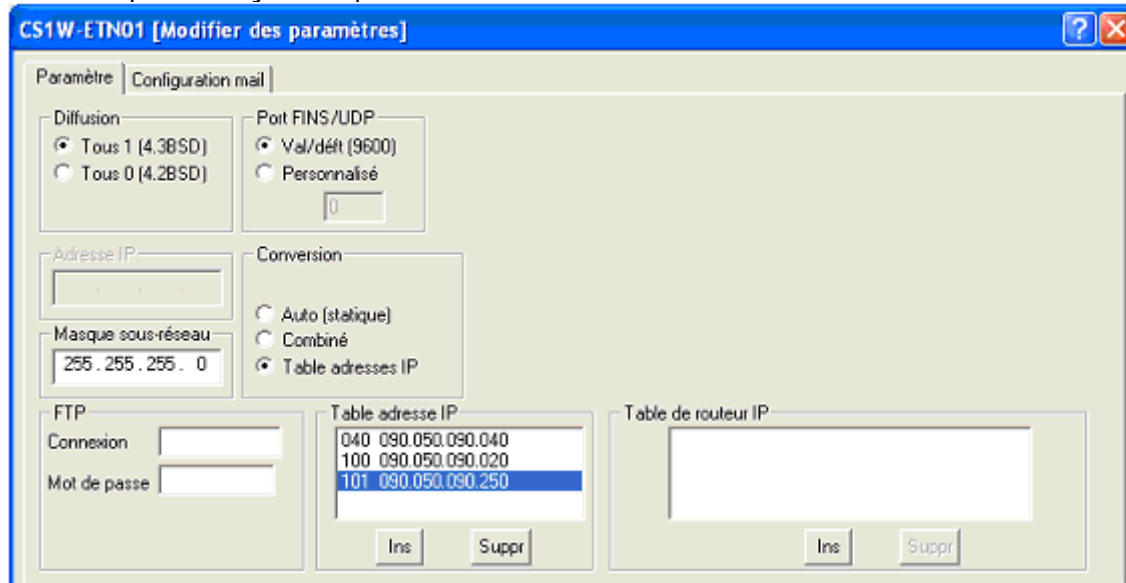 CS1W-ETN01 [Modifier des paramètres]
Paramètre
Configuration mail
Diffusion
Tous 1 (4.3BSD)
Tous 0 (4.2BSD)
Port FINS/UDP
Val/déft (9600)
Personnalisé
0
Adresse IP
. . .
Masque sous-réseau
255.255.255. 0
Conversion
Auto (statique)
Combiné
Table adresses IP
FTP
Connexion
Mot de passe
Table adresse IP
040 090.050.090.040
100 090.050.090.020
101 090.050.090.250
Ins
Suppr
Table de routeur IP
Ins
Suppr